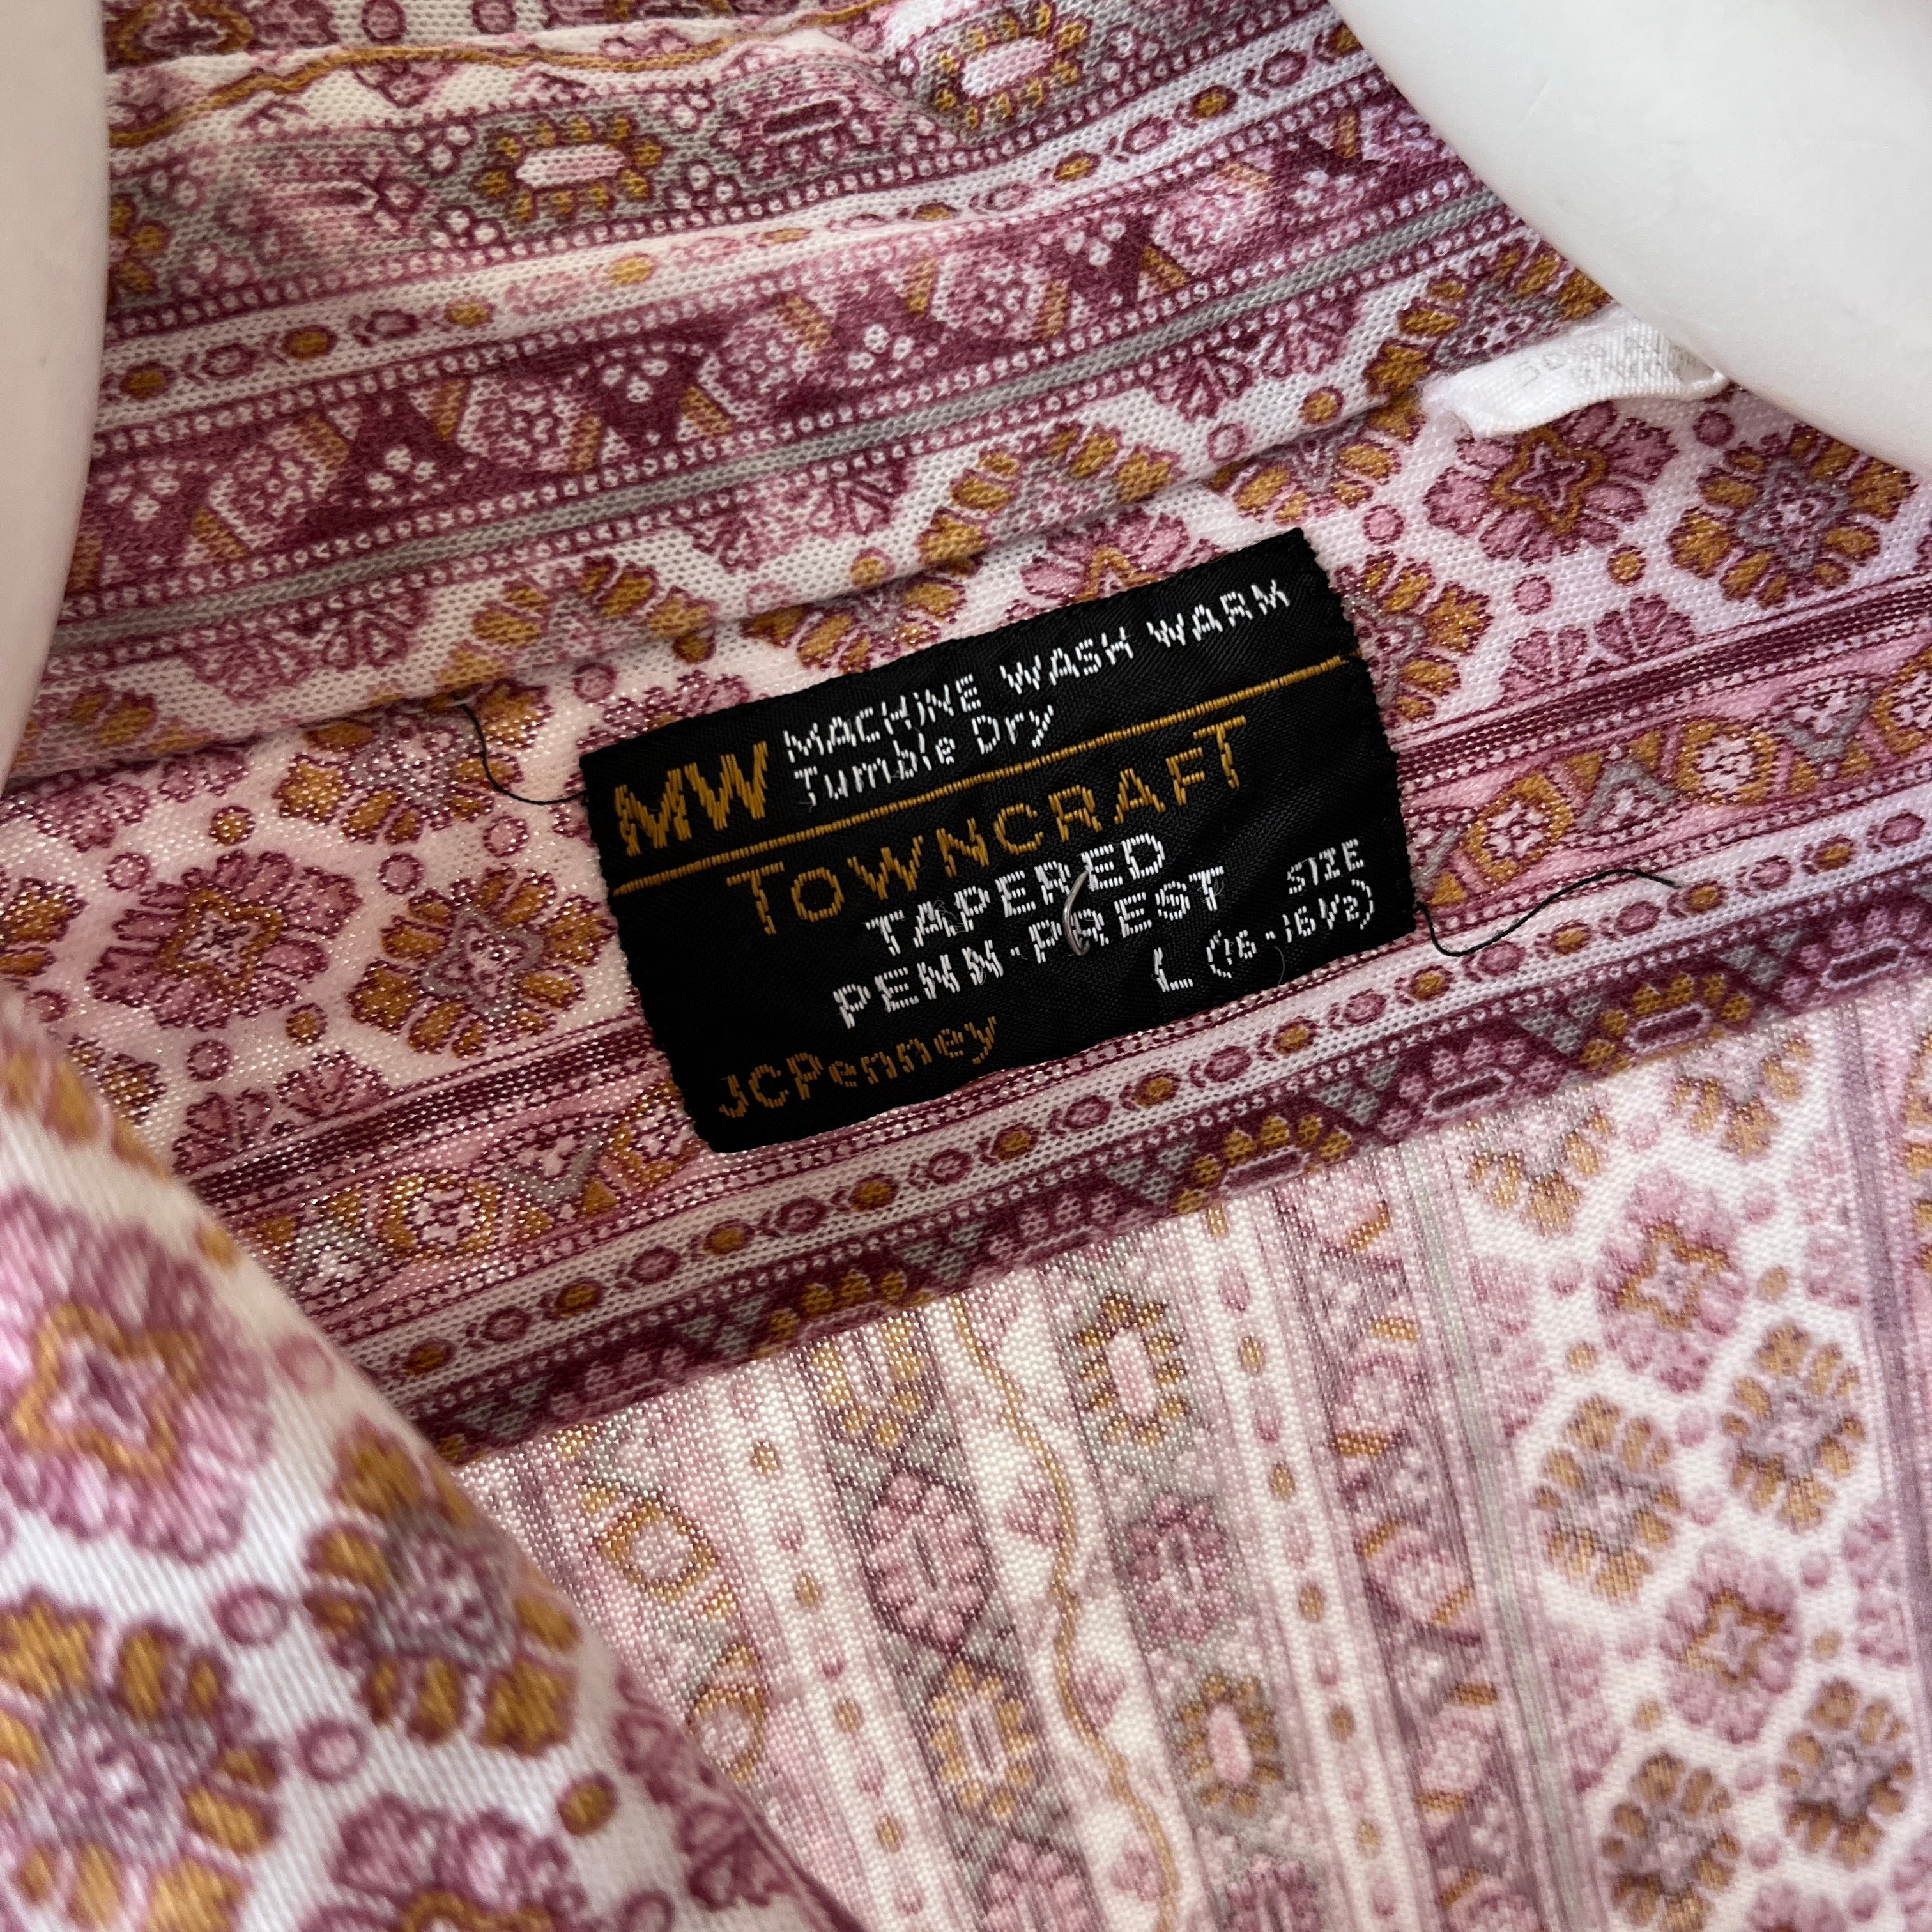 MW MACHINE WASH WARM
Tumble Dry
TOWNCRAFT
TAPERED
PENN-PREST
SIZE
L (16-16½)
JCPenney